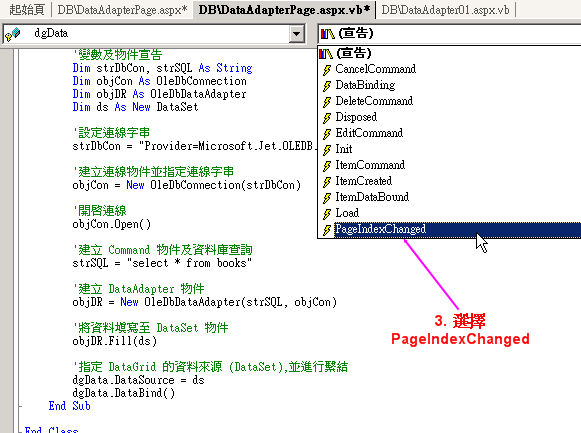 起始頁 DB\DataAdapterPage.aspx* DB\DataAdapterPage.aspx.vb* DB\DataAdapter01.aspx.vb
dgData (宣告)
(宣告)
CancelCommand
DataBinding
DeleteCommand
Disposed
EditCommand
Init
ItemCommand
ItemCreated
ItemDataBound
Load
PageIndexChanged
'變數及物件宣告
Dim strDbCon, strSQL As String
Dim objCon As OleDbConnection
Dim objDR As OleDbDataAdapter
Dim ds As New DataSet
'設定連線字串
strDbCon = "Provider=Microsoft.Jet.OLEDB.
'建立連線物件並指定連線字串
objCon = New OleDbConnection(strDbCon)
'開啟連線
objCon.Open()
'建立 Command 物件及資料庫查詢
strSQL = "select * from books"
'建立 DataAdapter 物件
objDR = New OleDbDataAdapter(strSQL, objCon)
'將資料填寫至 DataSet 物件
objDR.Fill(ds)
'指定 DataGrid 的資料來源 (DataSet),並進行繫結
dgData.DataSource = ds
dgData.DataBind()
End Sub
End Class
3. 選擇
PageIndexChanged